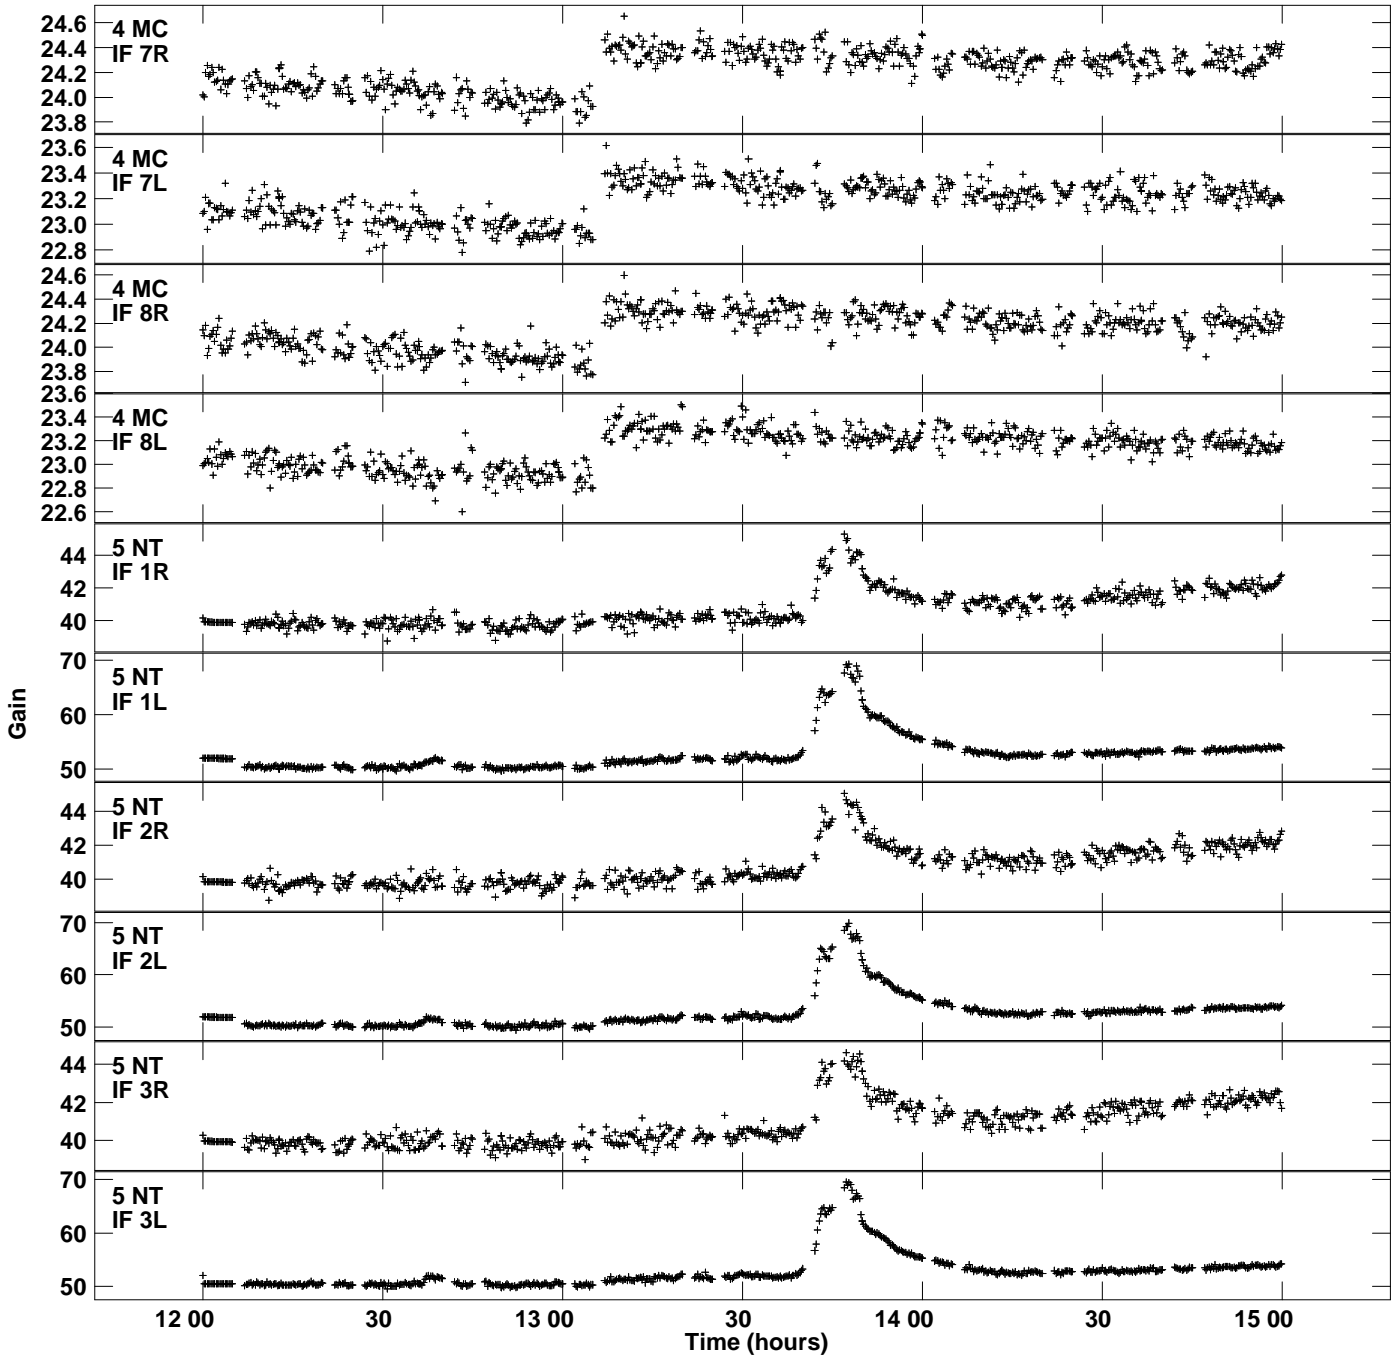 24.6
24.4
24.2
24.0
23.8
4 MC
IF 7R
23.6
23.4
23.2
23.0
22.8
4 MC
IF 7L
24.6
24.4
24.2
24.0
23.8
23.6
4 MC
IF 8R
23.4
23.2
23.0
22.8
22.6
4 MC
IF 8L
44
42
40
5 NT
IF 1R
70
60
50
5 NT
IF 1L
44
42
40
5 NT
IF 2R
70
60
50
5 NT
IF 2L
44
42
40
5 NT
IF 3R
70
60
50
5 NT
IF 3L
Gain
12 00
30
13 00
30
14 00
30
15 00
Time (hours)